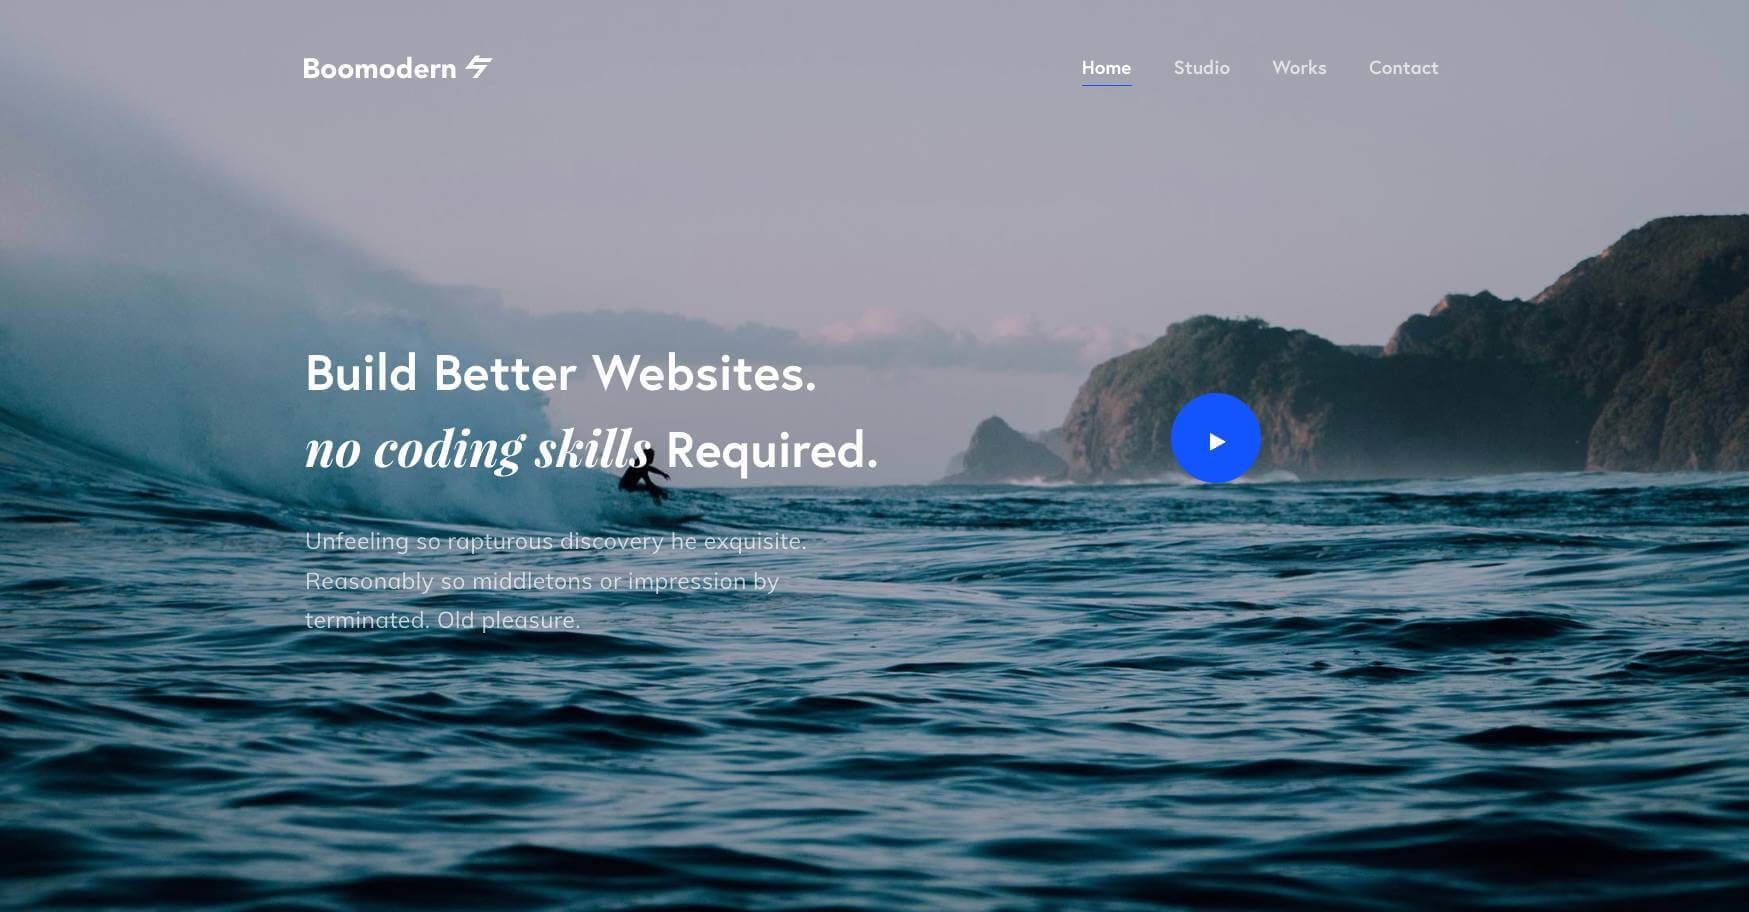 Boomodern
Home Studio Works Contact
Build Better Websites.
no coding skills Required.
Unfeeling so rapturous discovery he exquisite.
Reasonably so middletons or impression by
terminated. Old pleasure.